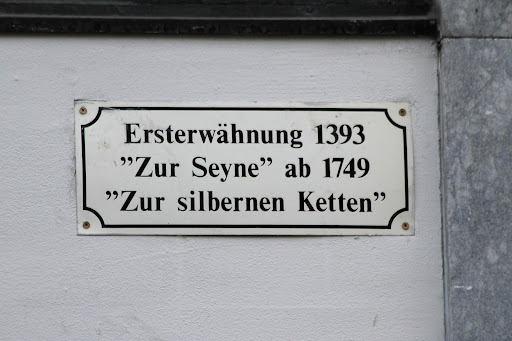 Ersterwähnung 1393
”Zur Seyne” ab 1749
”Zur silbernen Ketten”